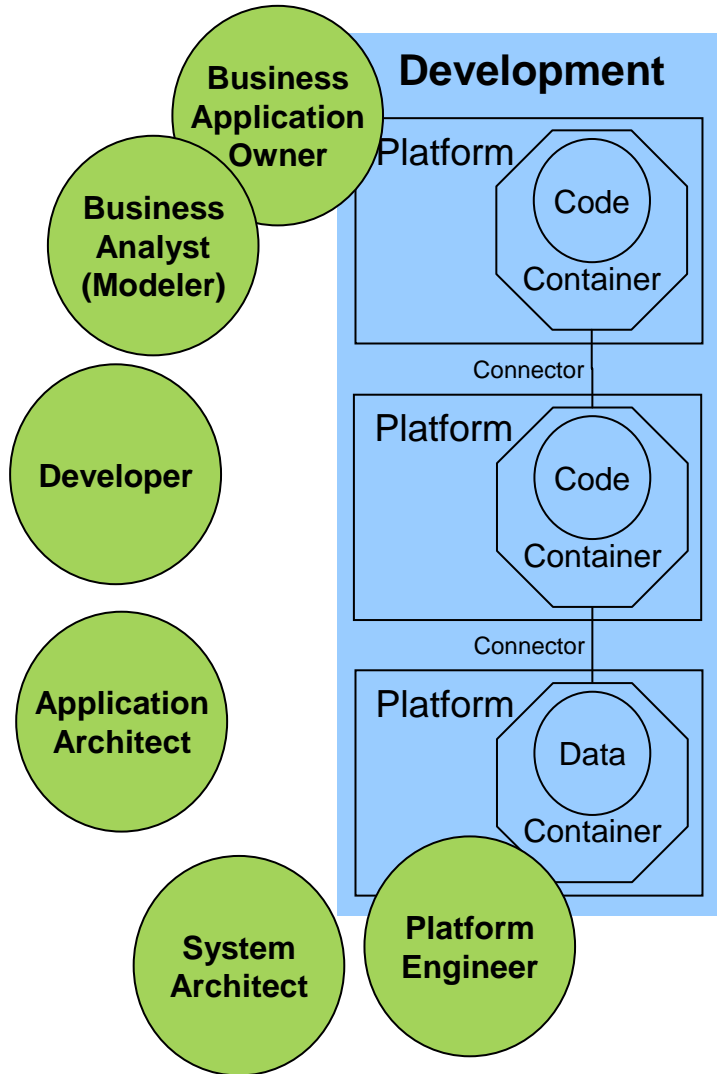 Development
Business
Application
Owner
Business
Analyst
(Modeler)
Developer
Application
Architect
System
Architect
Platform
Engineer
Platform
Code
Container
Connector
Platform
Code
Container
Connector
Platform
Data
Container